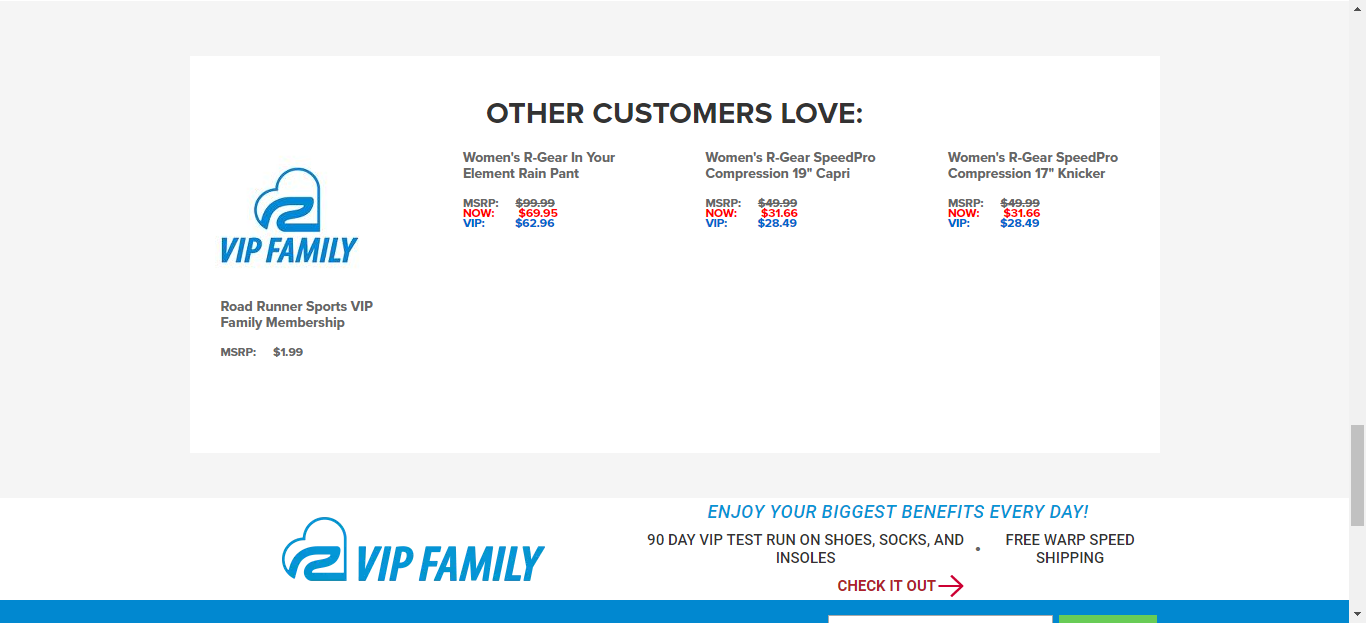 OTHER CUSTOMERS LOVE:
VIP FAMILY
Road Runner Sports VIP
Family Membership
MSRP: $1.99
Women's R-Gear In Your
Element Rain Pant
MSRP: $99.99
NOW: $69.95
VIP: $62.96
Women's R-Gear SpeedPro
Compression 19" Capri
MSRP: $49.99
NOW: $31.66
VIP: $28.49
Women's R-Gear SpeedPro
Compression 17" Knicker
MSRP: $49.99
NOW: $31.66
VIP: $28.49
VIP FAMILY
ENJOY YOUR BIGGEST BENEFITS EVERY DAY!
90 DAY VIP TEST RUN ON SHOES, SOCKS, AND
INSOLES
•
FREE WARP SPEED
SHIPPING
CHECK IT OUT